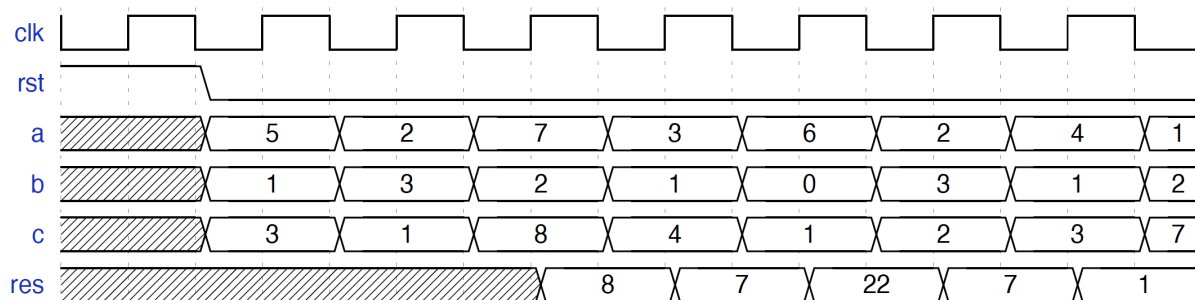 clk
rst
a 5 2 7 3 6 2 4 1
b 1 3 2 1 0 3 1 2
c 3 1 8 4 1 2 3 7
res 8 7 22 7 1